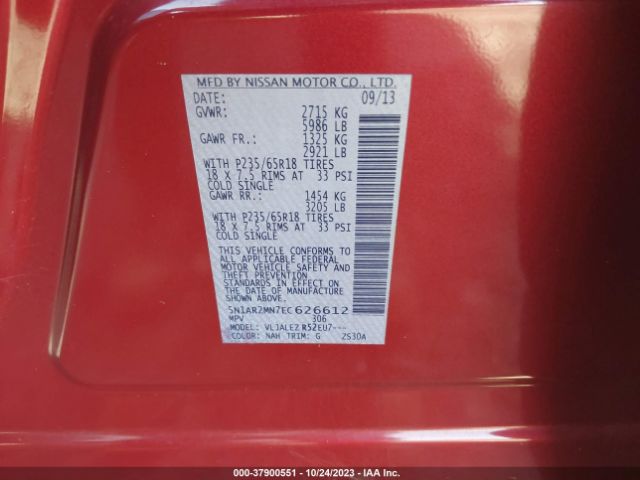 MFD BY NISSAN MOTOR CO., LTD.
DATE: 09/13
GVWR: 2715 KG
5986 LB
GAWR FR.: 1325 KG
2921 LB
WITH P235/65R18 TIRES
18 X 7.5 RIMS AT 33 PSI
COLD SINGLE
GAWR RR.: 1454 KG
3205 LB
WITH P235/65R18 TIRES
18 X 7.5 RIMS AT 33 PSI
COLD SINGLE
THIS VEHICLE CONFORMS TO
ALL APPLICABLE FEDERAL
MOTOR VEHICLE SAFETY AND
THEFT PREVENTION
STANDARDS IN EFFECT ON THE
DATE OF MANUFACTURE
SHOWN ABOVE.
5N1AR2MN7EC 626612
MPV 306
VLJALEZ R52EU7---
COLOR: NAH TRIM: G ZS30A
000-37900551 - 10/24/2023 - IAA Inc.